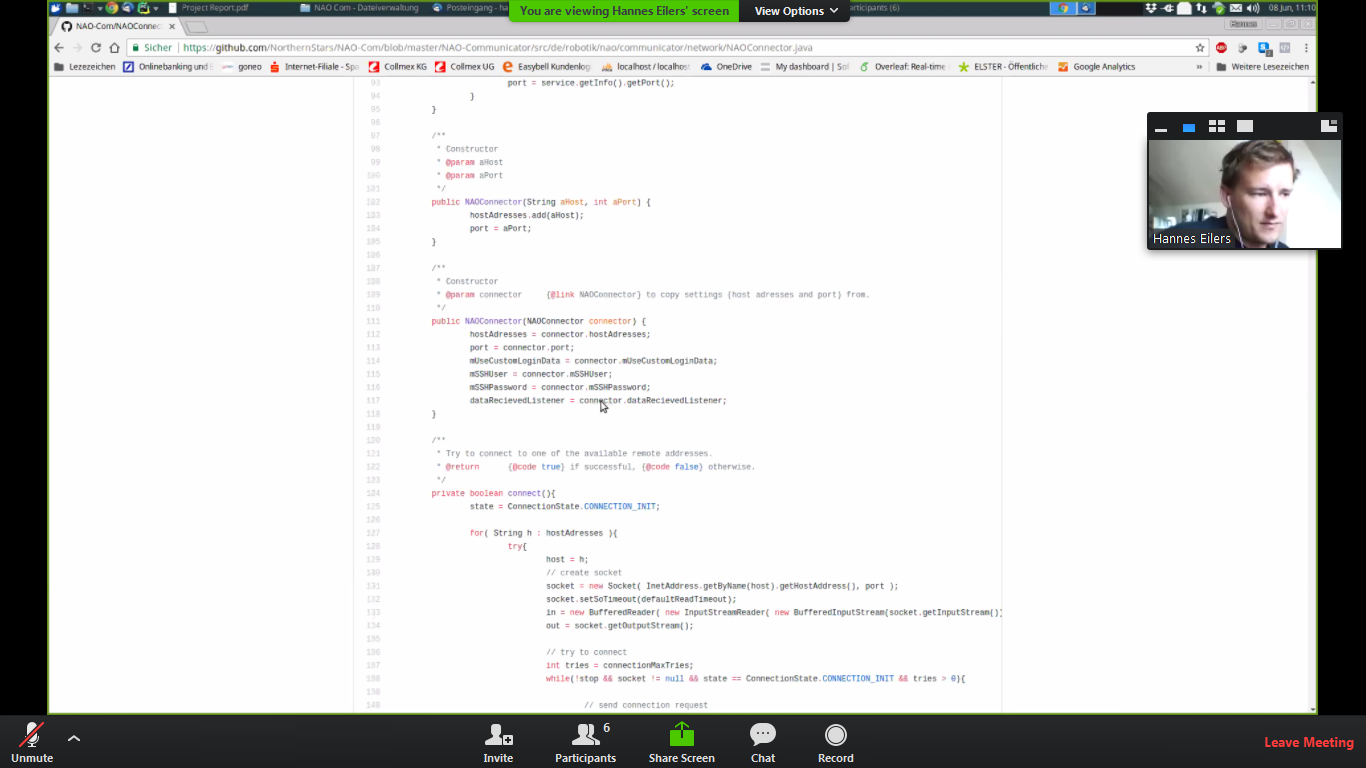 Project Report.pdf
NAO Com - Dateiverwaltung
Posteingang - ha
You are viewing Hannes Eilers' screen
View Options
articipants (6)
08 Jun, 11:10
NAO-Com/NAOConnec
Hannes
Sicher
https://github.com/NorthernStars/NAO-Com/blob/master/NAO-Communicator/src/de/robotik/nao/communicator/network/NAOConnector.java
Lesezeichen
Onlinebanking und E
goneo
Internet-Filiale - Spa
Collmex KG
Collmex UG
Easybell Kundenlog
localhost / localhost
OneDrive
My dashboard | Sof
Overleaf: Real-time
ELSTER - Öffentliche
Google Analytics
»
Weitere Lesezeichen
93 port = service.getInfo().getPort();
94 }
95 }
96
97 /**
98 * Constructor
99 * @param aHost
100 * @param aPort
101 */
102 public NAOConnector(String aHost, int aPort) {
103 hostAdresses.add(aHost);
104 port = aPort;
105 }
106
107 /**
108 * Constructor
109 * @param connector {@link NAOConnector} to copy settings (host adresses and port) from.
110 */
111 public NAOConnector(NAOConnector connector) {
112 hostAdresses = connector.hostAdresses;
113 port = connector.port;
114 mUseCustomLoginData = connector.mUseCustomLoginData;
115 mSSHUser = connector.mSSHUser;
116 mSSHPassword = connector.mSSHPassword;
117 dataRecievedListener = connector.dataRecievedListener;
118 }
119
120 /**
121 * Try to connect to one of the available remote addresses.
122 * @return {@code true} if successful, {@code false} otherwise.
123 */
124 private boolean connect(){
125 state = ConnectionState.CONNECTION_INIT;
126
127 for( String h : hostAdresses ){
128 try{
129 host = h;
130 // create socket
131 socket = new Socket( InetAddress.getByName(host).getHostAddress(), port );
132 socket.setSoTimeout(defaultReadTimeout);
133 in = new BufferedReader( new InputStreamReader( new BufferedInputStream(socket.getInputStream())
134 out = socket.getOutputStream();
135
136 // try to connect
137 int tries = connectionMaxTries;
138 while(!stop && socket != null && state == ConnectionState.CONNECTION_INIT && tries > 0){
139
140 // send connection request
Hannes Eilers
Unmute
Invite
Participants
6
Share Screen
Chat
Record
Leave Meeting